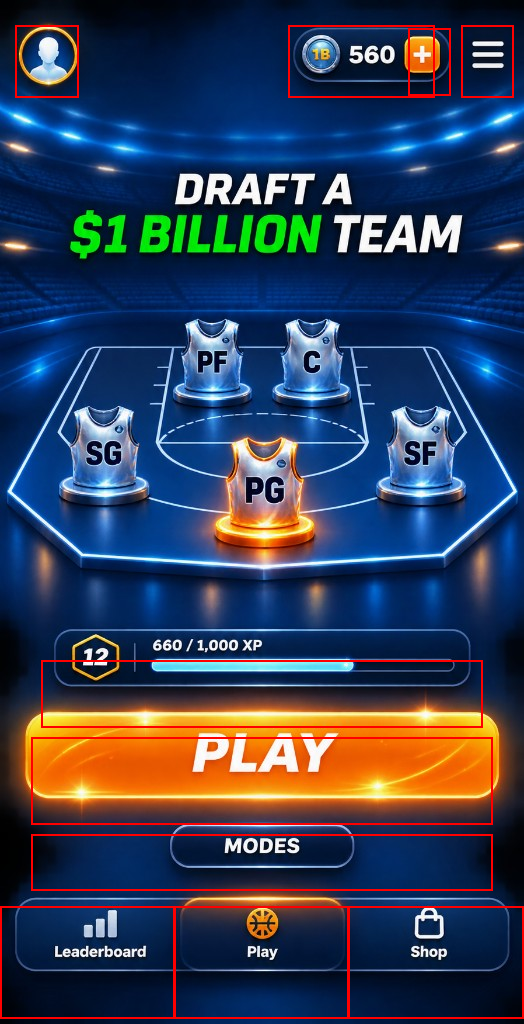 1B 560 +
DRAFT A
$1 BILLION TEAM
PF C
SG SF
PG
12 660 / 1,000 XP
PLAY
MODES
Leaderboard Play Shop